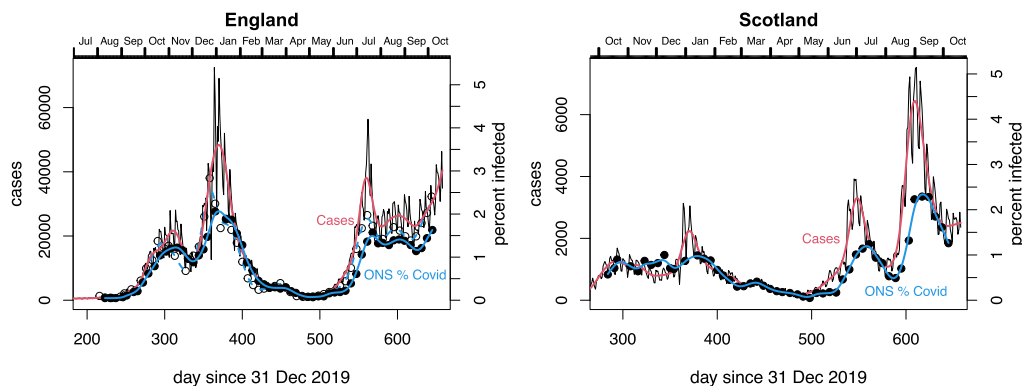 England
Jul Aug Sep Oct Nov Dec Jan Feb Mar Apr May Jun Jul Aug Sep Oct
cases
0 20000 40000 60000
percent infected
0 1 2 3 4 5
Cases
ONS % Covid
200 300 400 500 600
day since 31 Dec 2019
Scotland
Oct Nov Dec Jan Feb Mar Apr May Jun Jul Aug Sep Oct
cases
0 2000 4000 6000
percent infected
0 1 2 3 4 5
Cases
ONS % Covid
300 400 500 600
day since 31 Dec 2019